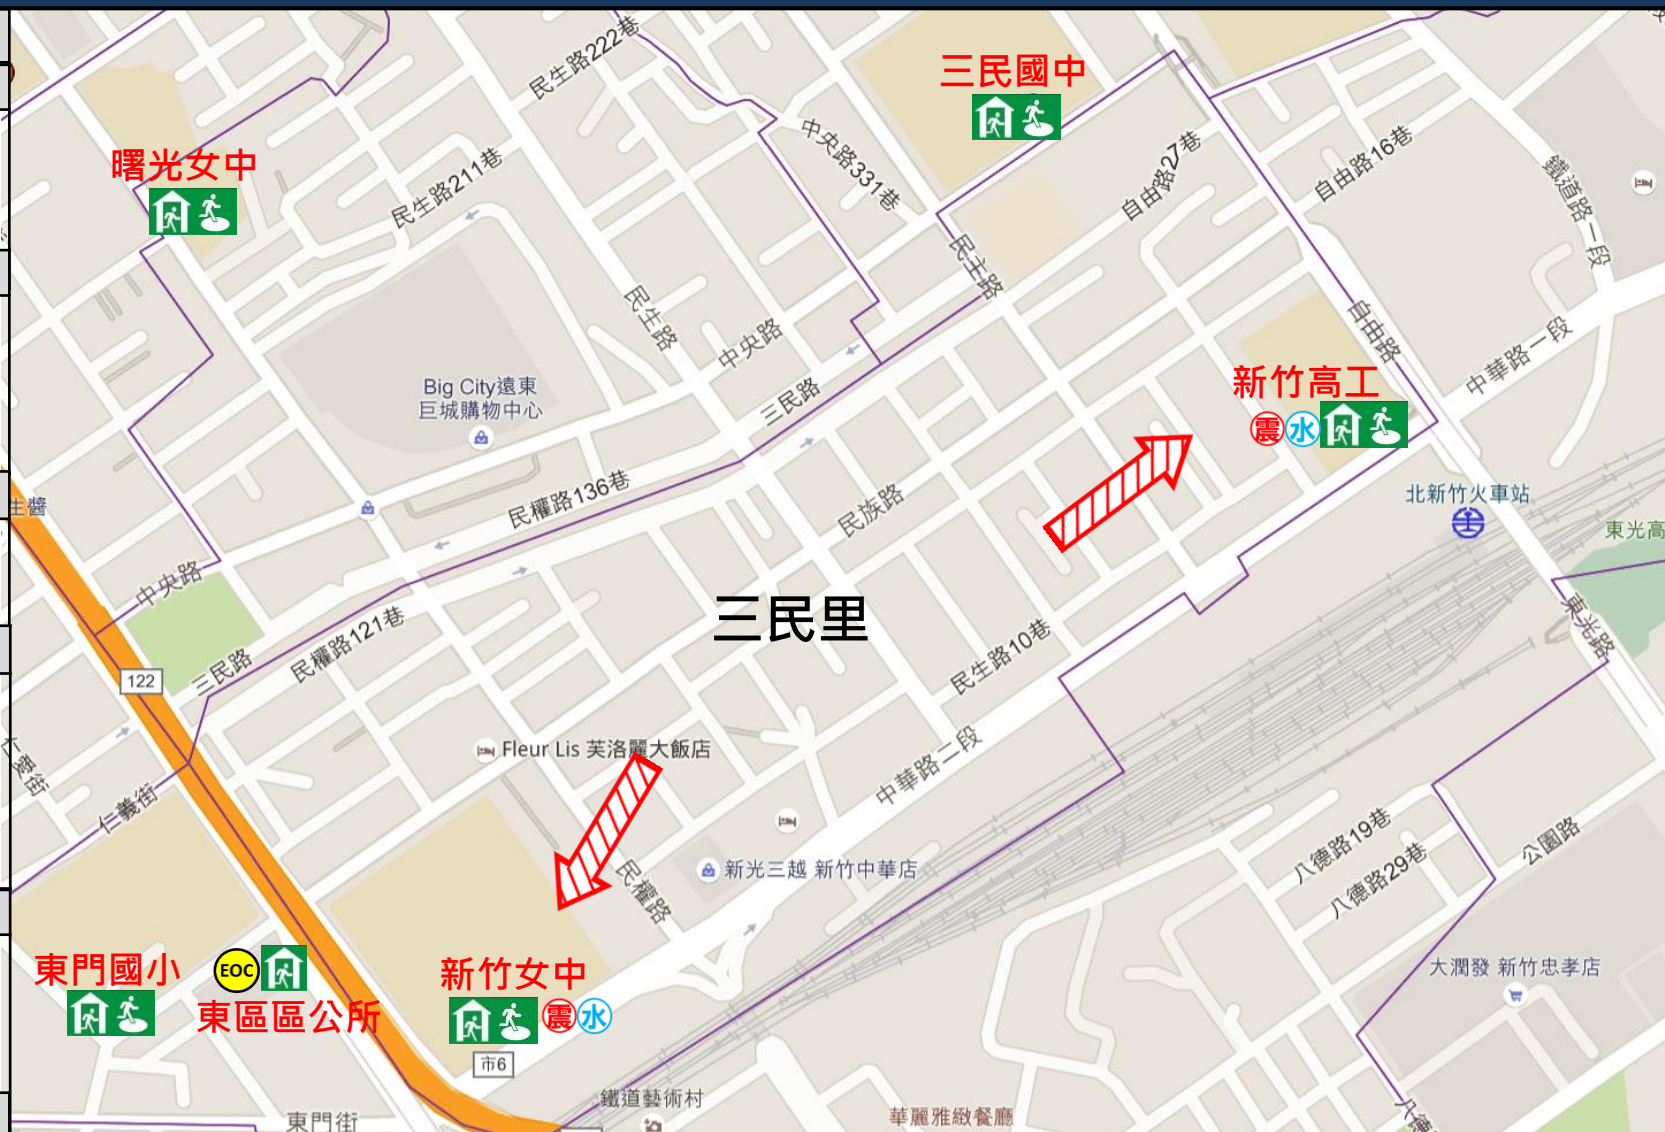 民生路222巷
三民國中
中央路331巷
自由路27巷
自由路16巷
鐵道路一段
曙光女中
民生路211巷
民主路
民生路
中央路
自由路
中華路一段
Big City遠東
巨城購物中心
三民路
新竹高工
震
水
民權路136巷
民族路
北新竹火車站
東光高
生醬
中央路
三民里
東光路
民權路121巷
三民路
122
民生路10巷
Fleur Lis 芙洛麗大飯店
中華路二段
仁愛街
仁義街
八德路19巷
八德路29巷
公園路
民權路
新光三越 新竹中華店
東門國小
EOC
東區區公所
新竹女中
震
水
大潤發 新竹忠孝店
市6
鐵道藝術村
華麗雅緻餐廳
東門街